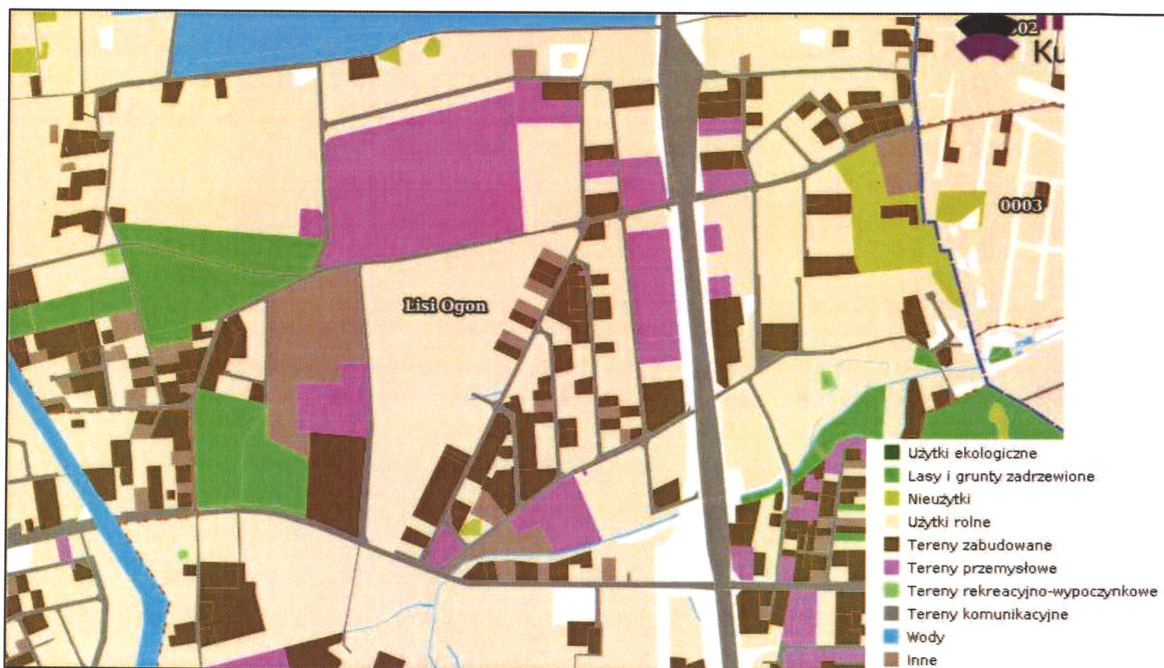 Ku
0003
Lisi Ogon
Użytki ekologiczne
Lasy i grunty zadrzewione
Nieużytki
Użytki rolne
Tereny zabudowane
Tereny przemysłowe
Tereny rekreacyjno-wypoczynkowe
Tereny komunikacyjne
Wody
Inne